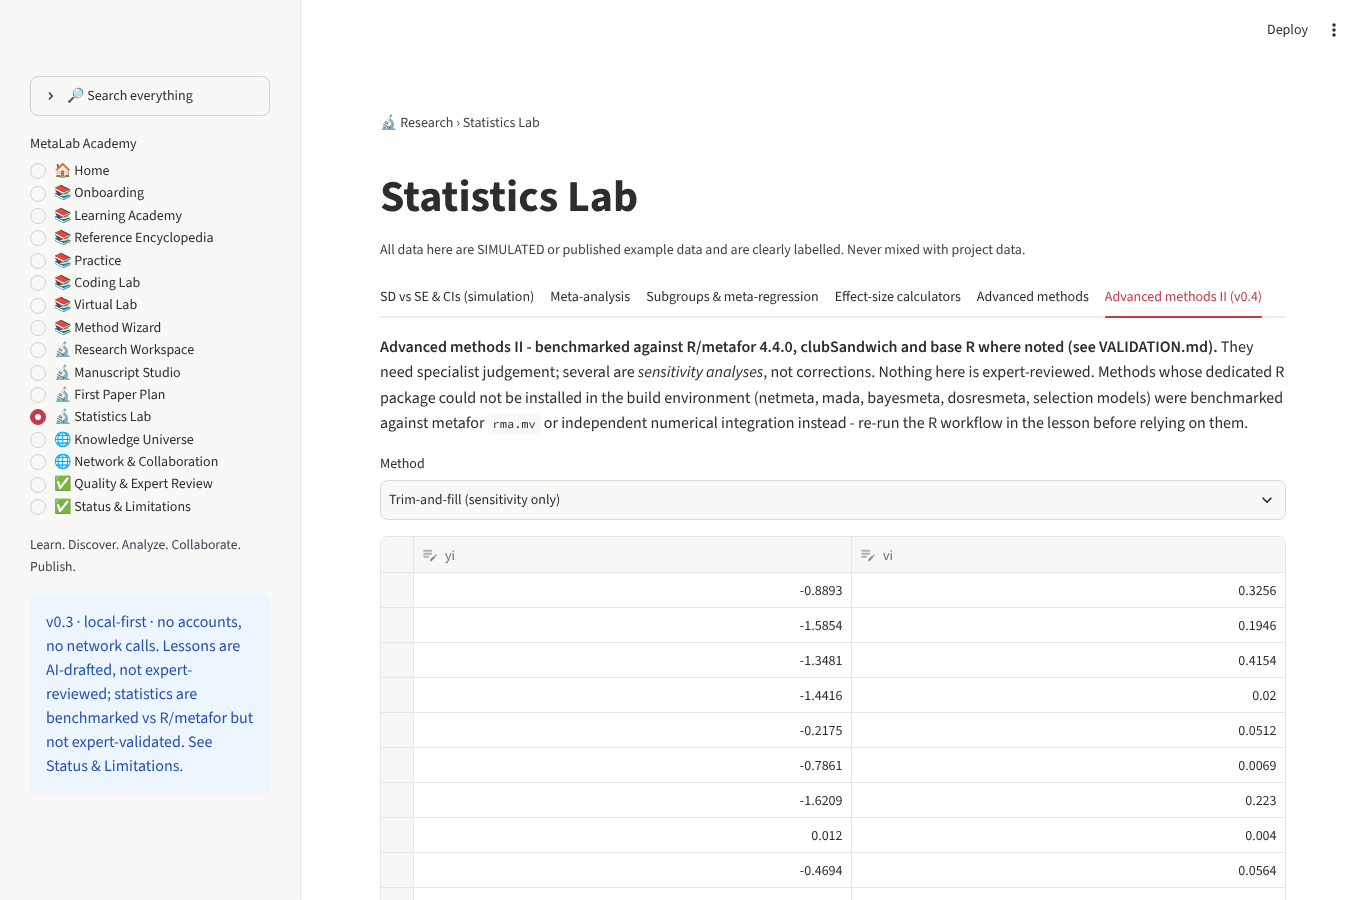 Deploy
🔎 Search everything
MetaLab Academy
🏠 Home
📚 Onboarding
📚 Learning Academy
📚 Reference Encyclopedia
📚 Practice
📚 Coding Lab
📚 Virtual Lab
📚 Method Wizard
🔬 Research Workspace
🔬 Manuscript Studio
🔬 First Paper Plan
🔬 Statistics Lab
🌐 Knowledge Universe
🌐 Network & Collaboration
✅ Quality & Expert Review
✅ Status & Limitations
Learn. Discover. Analyze. Collaborate.
Publish.
v0.3 · local-first · no accounts,
no network calls. Lessons are
AI-drafted, not expert-
reviewed; statistics are
benchmarked vs R/metafor but
not expert-validated. See
Status & Limitations.
🔬 Research › Statistics Lab
Statistics Lab
All data here are SIMULATED or published example data and are clearly labelled. Never mixed with project data.
SD vs SE & CIs (simulation) Meta-analysis Subgroups & meta-regression Effect-size calculators Advanced methods Advanced methods II (v0.4)
Advanced methods II - benchmarked against R/metafor 4.4.0, clubSandwich and base R where noted (see VALIDATION.md). They
need specialist judgement; several are sensitivity analyses, not corrections. Nothing here is expert-reviewed. Methods whose dedicated R
package could not be installed in the build environment (netmeta, mada, bayesmeta, dosresmeta, selection models) were benchmarked
against metafor rma.mv or independent numerical integration instead - re-run the R workflow in the lesson before relying on them.
Method
Trim-and-fill (sensitivity only)
yi vi
-0.8893 0.3256
-1.5854 0.1946
-1.3481 0.4154
-1.4416 0.02
-0.2175 0.0512
-0.7861 0.0069
-1.6209 0.223
0.012 0.004
-0.4694 0.0564